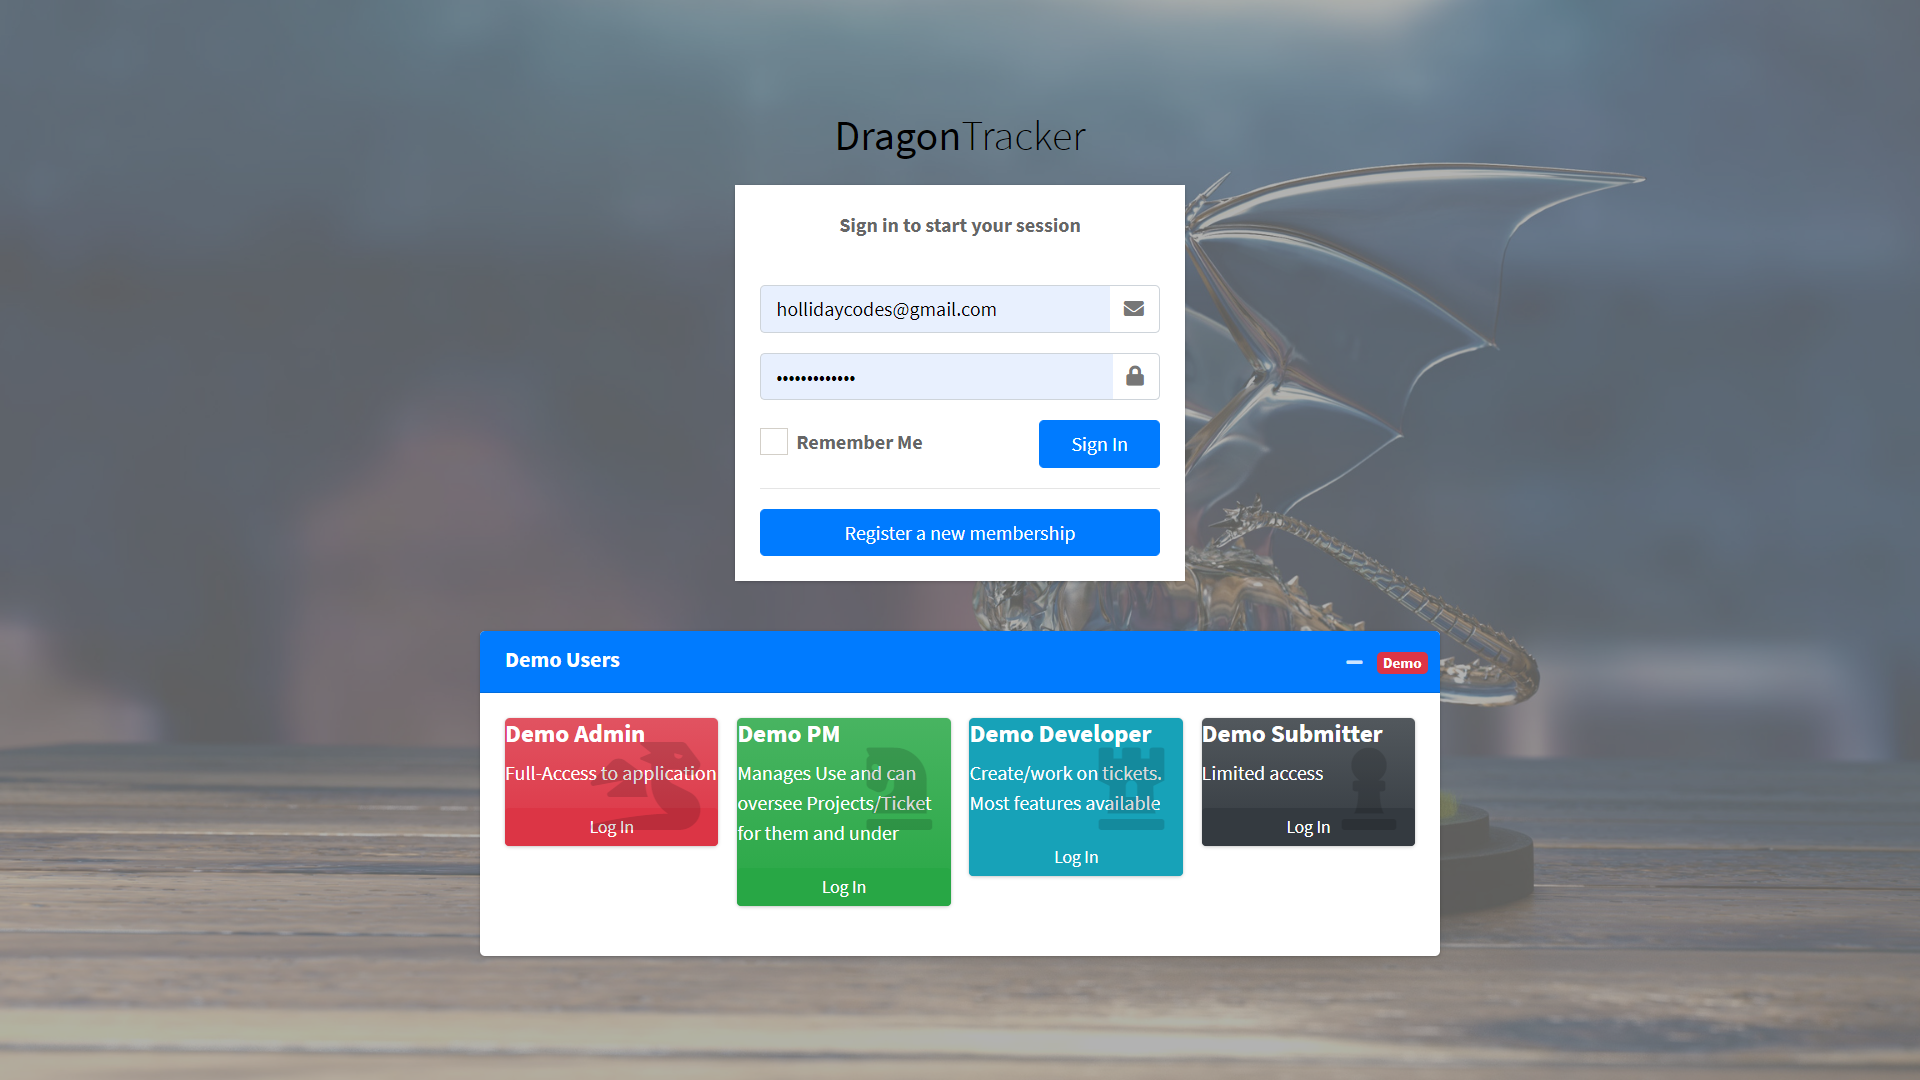 DragonTracker
Sign in to start your session
hollidaycodes@gmail.com
•••••••••••••
Remember Me
Sign In
Register a new membership
Demo Users
Demo
Demo Admin
Full-Access to application
Log In
Demo PM
Manages Use and can
oversee Projects/Ticket
for them and under
Log In
Demo Developer
Create/work on tickets.
Most features available
Log In
Demo Submitter
Limited access
Log In